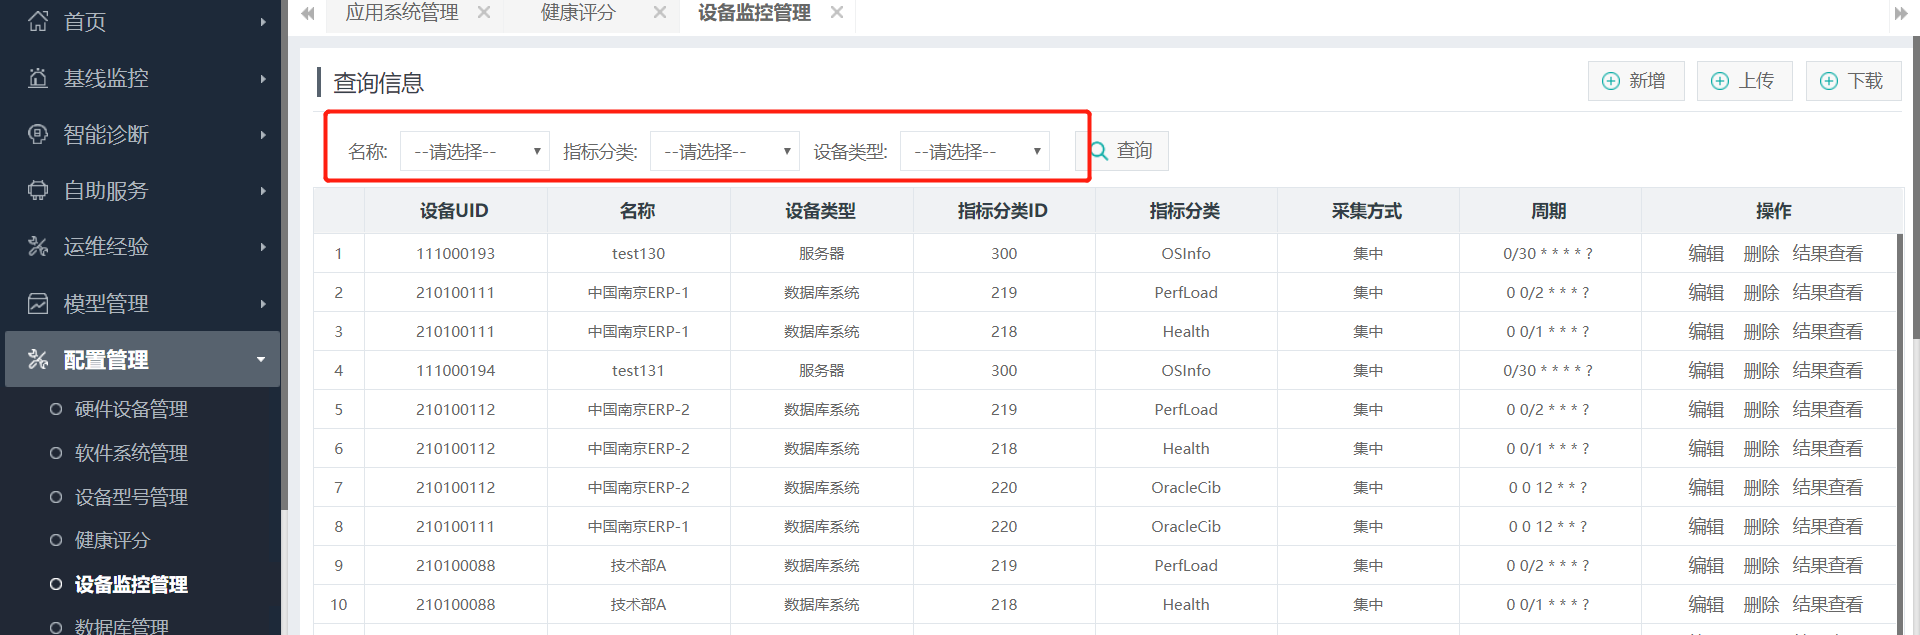 首页
基线监控
智能诊断
自助服务
运维经验
模型管理
配置管理
硬件设备管理
软件系统管理
设备型号管理
健康评分
设备监控管理
数据库管理
应用系统管理 健康评分 设备监控管理
查询信息 新增 上传 下载
名称: --请选择-- 指标分类: --请选择-- 设备类型: --请选择-- 查询
设备UID 名称 设备类型 指标分类ID 指标分类 采集方式 周期 操作
1 111000193 test130 服务器 300 OSInfo 集中 0/30 * * * * ? 编辑 删除 结果查看
2 210100111 中国南京ERP-1 数据库系统 219 PerfLoad 集中 0 0/2 * * * ? 编辑 删除 结果查看
3 210100111 中国南京ERP-1 数据库系统 218 Health 集中 0 0/1 * * * ? 编辑 删除 结果查看
4 111000194 test131 服务器 300 OSInfo 集中 0/30 * * * * ? 编辑 删除 结果查看
5 210100112 中国南京ERP-2 数据库系统 219 PerfLoad 集中 0 0/2 * * * ? 编辑 删除 结果查看
6 210100112 中国南京ERP-2 数据库系统 218 Health 集中 0 0/1 * * * ? 编辑 删除 结果查看
7 210100112 中国南京ERP-2 数据库系统 220 OracleCib 集中 0 0 12 * * ? 编辑 删除 结果查看
8 210100111 中国南京ERP-1 数据库系统 220 OracleCib 集中 0 0 12 * * ? 编辑 删除 结果查看
9 210100088 技术部A 数据库系统 219 PerfLoad 集中 0 0/2 * * * ? 编辑 删除 结果查看
10 210100088 技术部A 数据库系统 218 Health 集中 0 0/1 * * * ? 编辑 删除 结果查看